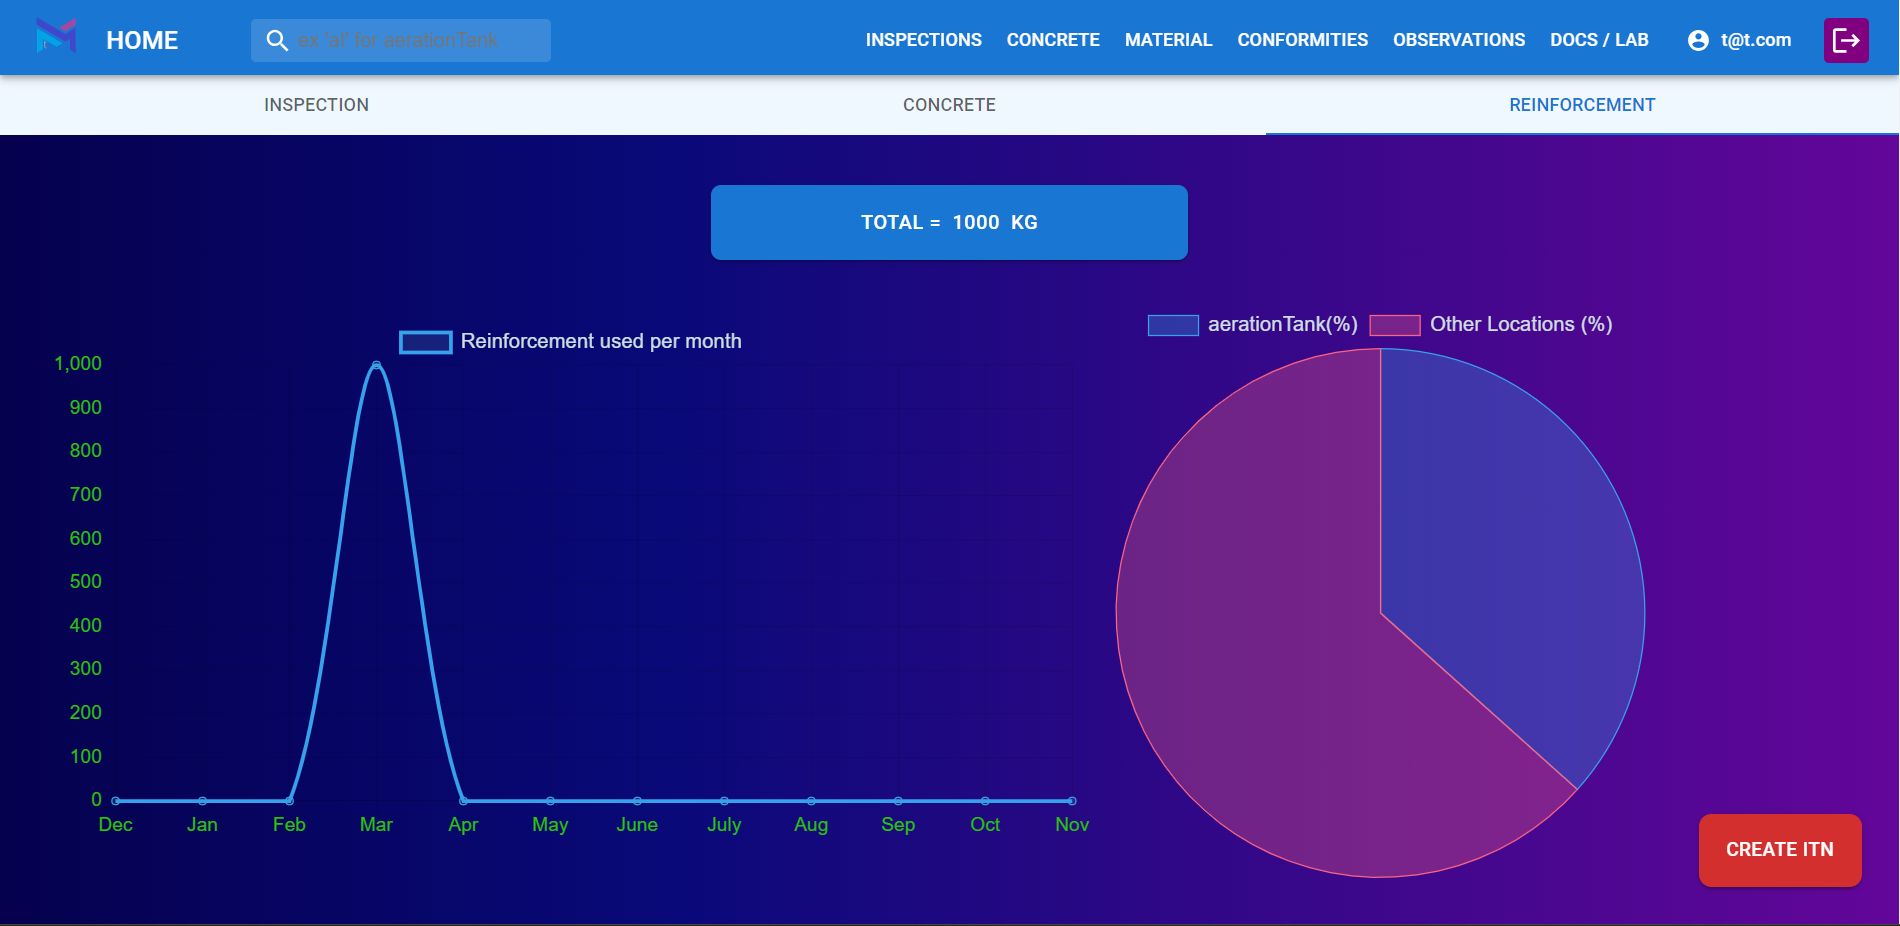 HOME
ex 'at' for aerationTank
INSPECTIONS CONCRETE MATERIAL CONFORMITIES OBSERVATIONS DOCS / LAB t@t.com
INSPECTION CONCRETE REINFORCEMENT
TOTAL = 1000 KG
Reinforcement used per month
1,000
900
800
700
600
500
400
300
200
100
0
Dec Jan Feb Mar Apr May June July Aug Sep Oct Nov
aerationTank(%) Other Locations (%)
CREATE ITN